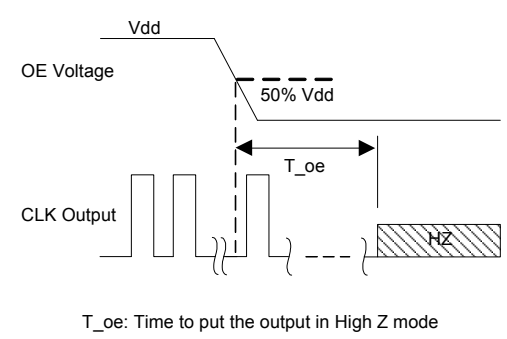 Vdd
OE Voltage
50% Vdd
T_oe
CLK Output
HZ
T_oe: Time to put the output in High Z mode